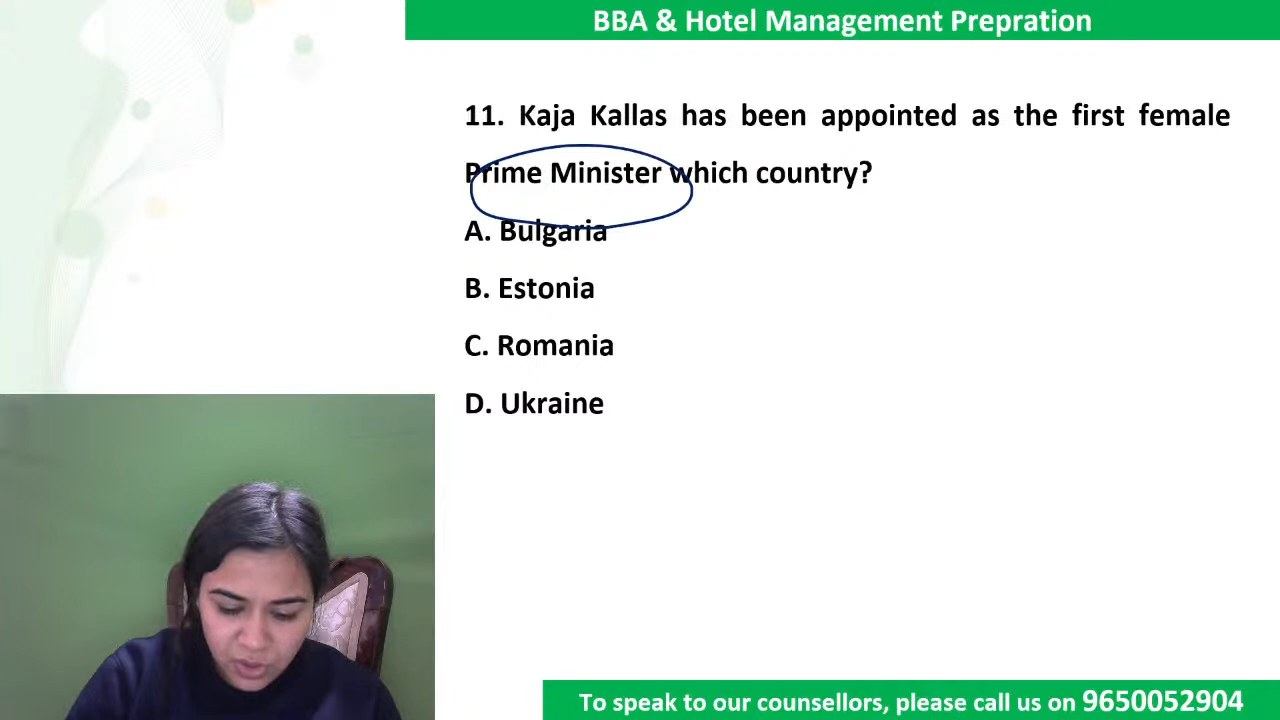 BBA & Hotel Management Prepration
11. Kaja Kallas has been appointed as the first female
Prime Minister which country?
A. Bulgaria
B. Estonia
C. Romania
D. Ukraine
To speak to our counsellors, please call us on 9650052904